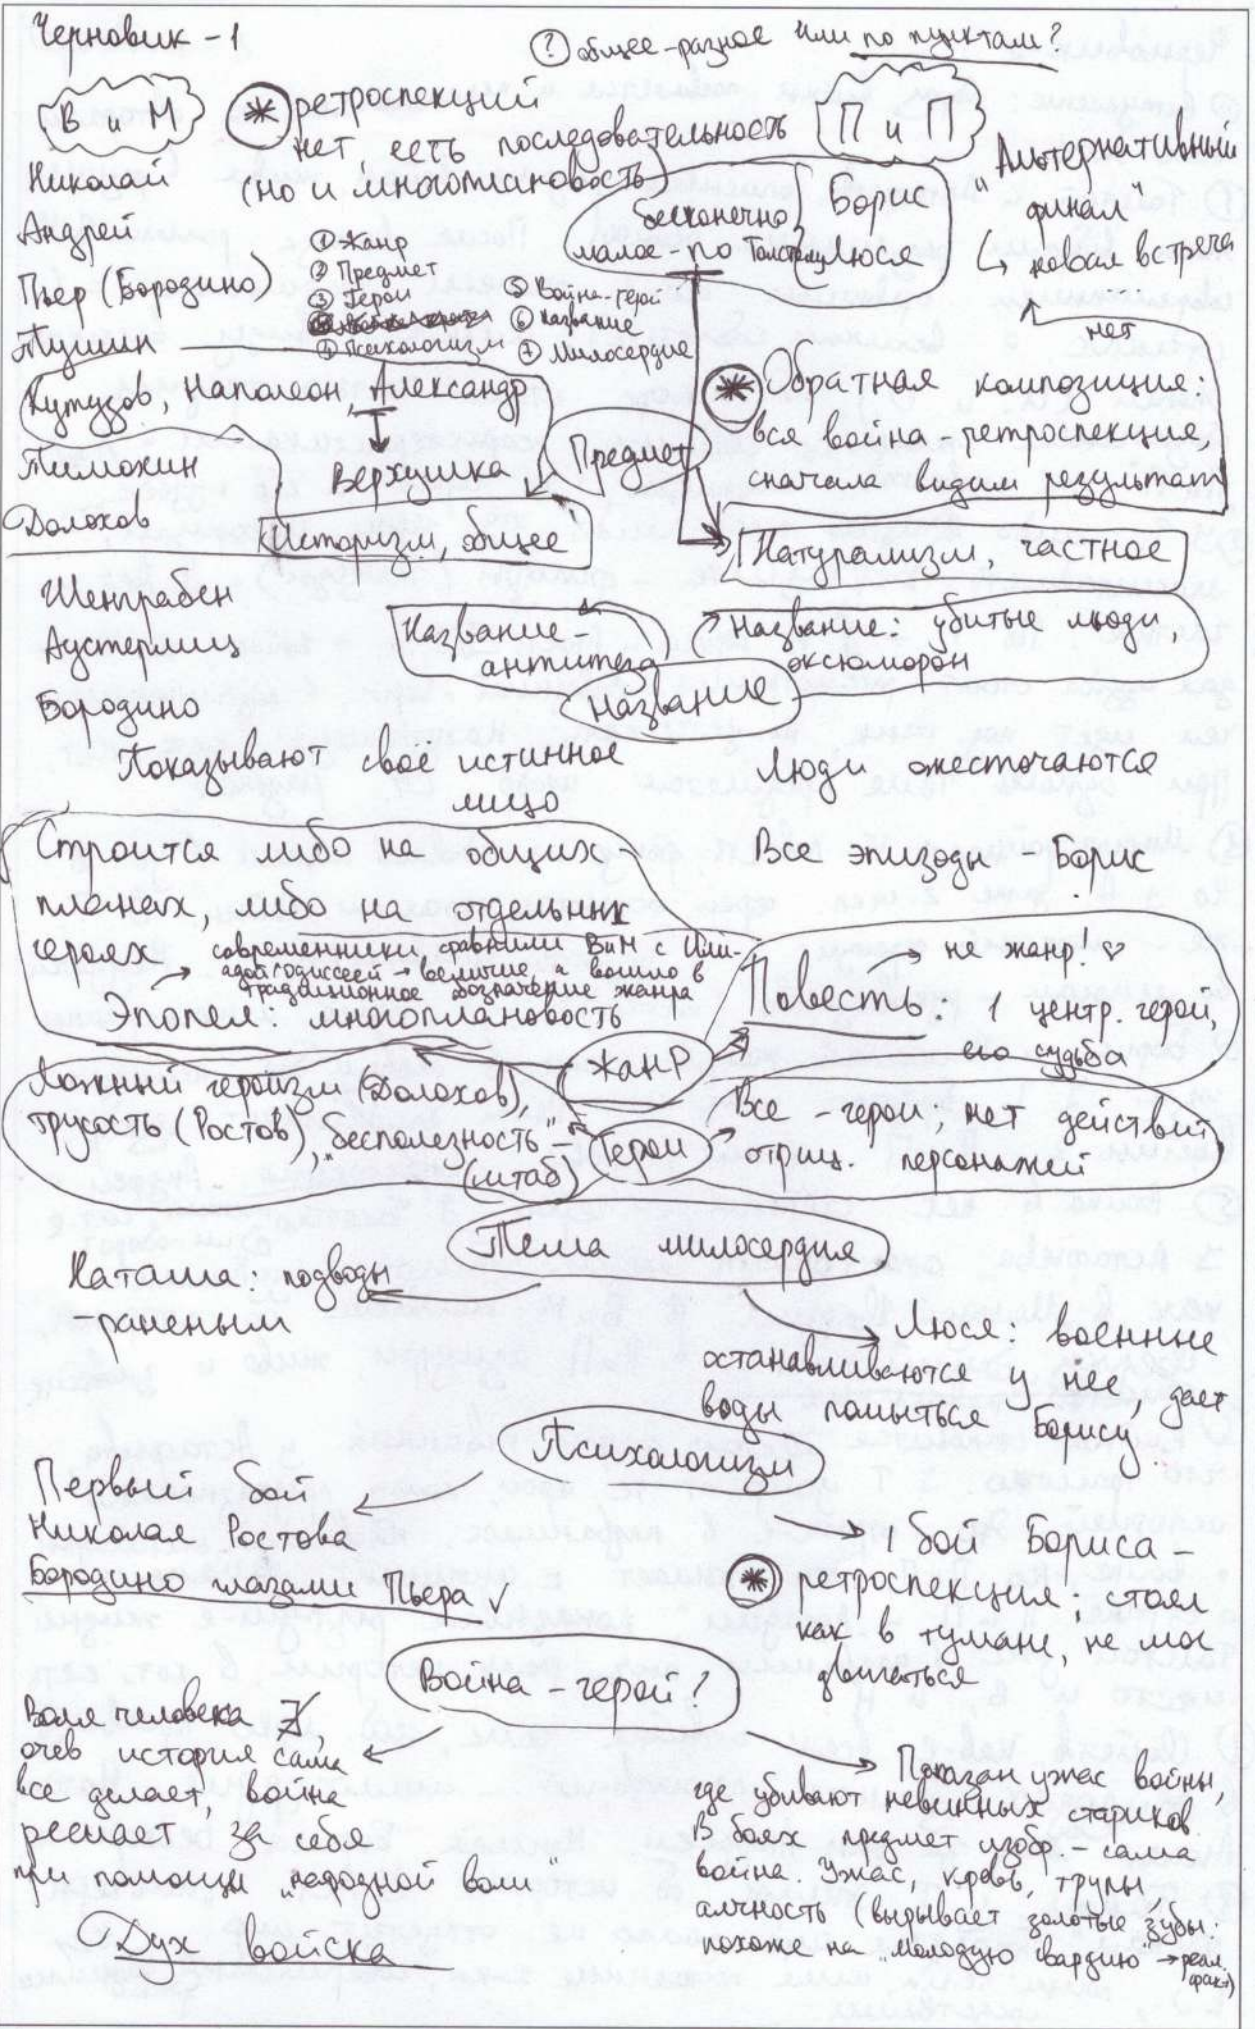 Черновик - 1
? общее-разное или по пунктам?
В и М
* ретроспекций
нет, есть последовательность
(но и многоплановость)
П и П
Альтернативный
"финал"
↳ новая встреча
...
нет
Николай
Андрей
Пьер (Бородино)
Тушин
Кутузов, Наполеон, Александр
Тимохин
Долохов
бесконечно
малое - по Толстому
Борис
Люся
① Жанр
② Предмет
③ Герои
④ Психологизм
⑤ Война-герой
⑥ Название
⑦ Милосердие
Верхушка
Предмет
* Обратная композиция:
вся война - ретроспекция,
сначала видим результат
Историзм, общее
Натурализм, частное
Шенграбен
Аустерлиц
Бородино
Название -
антитеза
Название: убитые люди,
оксюморон
Название
Показывают своё истинное
лицо
Люди ожесточаются
Строится либо на общих
планах, либо на отдельных
героях
современники сравнили ВиМ с Или-
адой/Одиссеей → величие, а вошло в
традиционное обозначение жанра
Эпопея: многоплановость
Все эпизоды - Борис
→ не жанр! ♡
Повесть: 1 центр. герой,
его судьба
Жанр
Ложный героизм (Долохов),
трусость (Ростов), "бесполезность" -
(штаб)
Герои
Все - герои; нет действий
отриц. персонажей
Тема милосердия
Наташа: подводы
- раненым
Люся: военные
останавливаются у нее, дает
воды помыться Борису
Психологизм
Первый бой
Николая Ростова
Бородино глазами Пьера ✓
1 бой Бориса -
* ретроспекция; стоял
как в тумане, не мог
двигаться
Война - герой?
Воля человека
история сама
все делает, война
решает за себя
при помощи "народной воли"
Дух войска
Показан ужас войны,
где убивают невинных стариков.
В боях предмет изобр - сама
война. Ужас, кровь, трупы,
алчность (вырывает золотые зубы:
похоже на "Молодую гвардию" → реал.
факт)